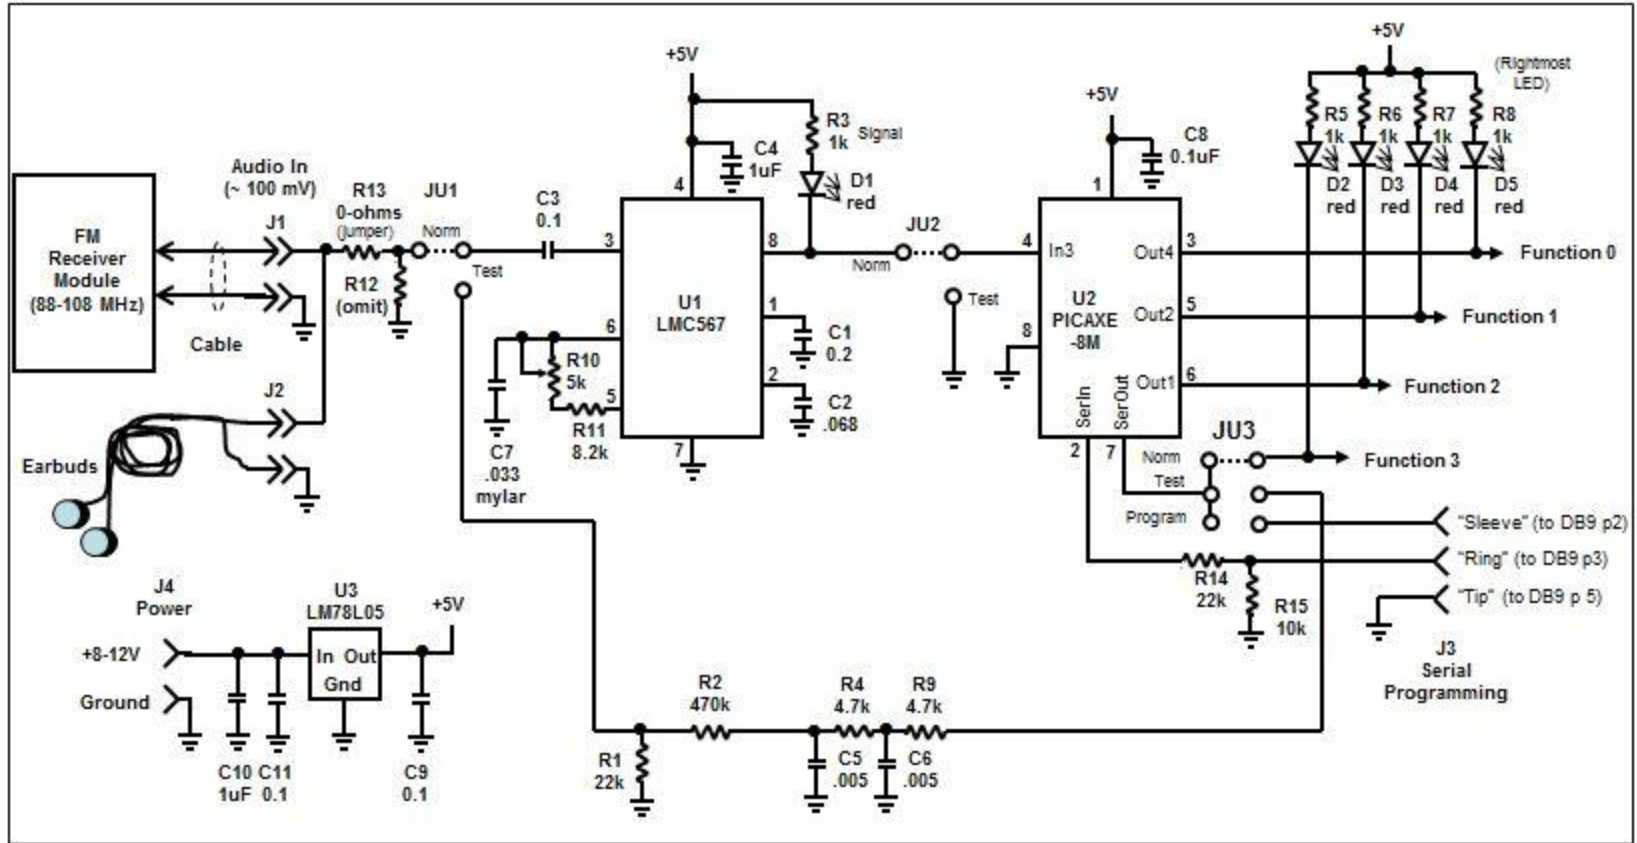 FM
Receiver
Module
(88-108 MHz)
Audio In
(~ 100 mV)
J1
Cable
J2
Earbuds
R13
0-ohms
(jumper)
R12
(omit)
JU1
Norm
Test
C3
0.1
+5V
C4
1uF
R3
1k
Signal
D1
red
4
3
8
6
1
5
2
7
U1
LMC567
R10
5k
R11
8.2k
C7
.033
mylar
C1
0.2
C2
.068
JU2
Norm
Test
+5V
C8
0.1uF
1
4
8
In3
U2
PICAXE
-8M
Out4
Out2
Out1
SerIn
SerOut
3
5
6
2
7
+5V
(Rightmost
LED)
R5
1k
R6
1k
R7
1k
R8
1k
D2
red
D3
red
D4
red
D5
red
Function 0
Function 1
Function 2
Function 3
JU3
Norm
Test
Program
"Sleeve" (to DB9 p2)
"Ring" (to DB9 p3)
"Tip" (to DB9 p 5)
R14
22k
R15
10k
J3
Serial
Programming
J4
Power
+8-12V
Ground
U3
LM78L05
In Out
Gnd
+5V
C10
1uF
C11
0.1
C9
0.1
R1
22k
R2
470k
R4
4.7k
R9
4.7k
C5
.005
C6
.005